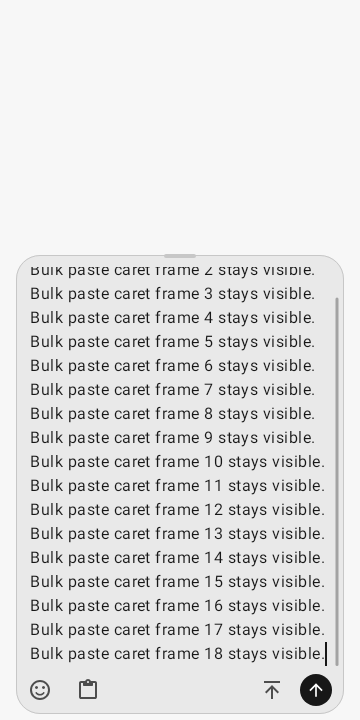 Bulk paste caret frame 2 stays visible.
Bulk paste caret frame 3 stays visible.
Bulk paste caret frame 4 stays visible.
Bulk paste caret frame 5 stays visible.
Bulk paste caret frame 6 stays visible.
Bulk paste caret frame 7 stays visible.
Bulk paste caret frame 8 stays visible.
Bulk paste caret frame 9 stays visible.
Bulk paste caret frame 10 stays visible.
Bulk paste caret frame 11 stays visible.
Bulk paste caret frame 12 stays visible.
Bulk paste caret frame 13 stays visible.
Bulk paste caret frame 14 stays visible.
Bulk paste caret frame 15 stays visible.
Bulk paste caret frame 16 stays visible.
Bulk paste caret frame 17 stays visible.
Bulk paste caret frame 18 stays visible.